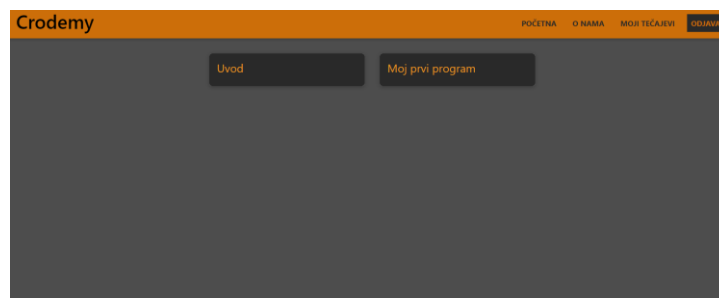 Crodemy
POČETNA O NAMA MOJI TEČAJEVI ODJAVA
Uvod
Moj prvi program